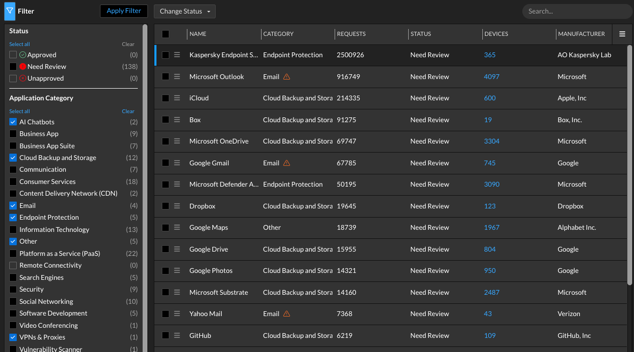 Filter
Apply Filter
Change Status
Search...
Status
Select all Clear
Approved (0)
Need Review (138)
Unapproved (0)
Application Category
Select all Clear
AI Chatbots (2)
Business App (9)
Business App Suite (7)
Cloud Backup and Storage (12)
Communication (7)
Consumer Services (18)
Content Delivery Network (CDN) (2)
Email (4)
Endpoint Protection (5)
Information Technology (13)
Other (5)
Platform as a Service (PaaS) (22)
Remote Connectivity (0)
Search Engines (5)
Security (9)
Social Networking (10)
Software Development (5)
Video Conferencing (1)
VPNs & Proxies (5)
Vulnerability Scanner
NAME CATEGORY REQUESTS STATUS DEVICES MANUFACTURER
Kaspersky Endpoint S... Endpoint Protection 2500926 Need Review 365 AO Kaspersky Lab
Microsoft Outlook Email 916749 Need Review 4097 Microsoft
iCloud Cloud Backup and Stora 214335 Need Review 600 Apple, Inc
Box Cloud Backup and Stora 91275 Need Review 19 Box, Inc.
Microsoft OneDrive Cloud Backup and Stora 69747 Need Review 3304 Microsoft
Google Gmail Email 67785 Need Review 745 Google
Microsoft Defender A... Endpoint Protection 50195 Need Review 3090 Microsoft
Dropbox Cloud Backup and Stora 19645 Need Review 123 Dropbox
Google Maps Other 18739 Need Review 1967 Alphabet Inc.
Google Drive Cloud Backup and Stora 15955 Need Review 804 Google
Google Photos Cloud Backup and Stora 14321 Need Review 950 Google
Microsoft Substrate Cloud Backup and Stora 14160 Need Review 2487 Microsoft
Yahoo Mail Email 7368 Need Review 43 Verizon
GitHub Cloud Backup and Stora 6219 Need Review 109 GitHub, Inc